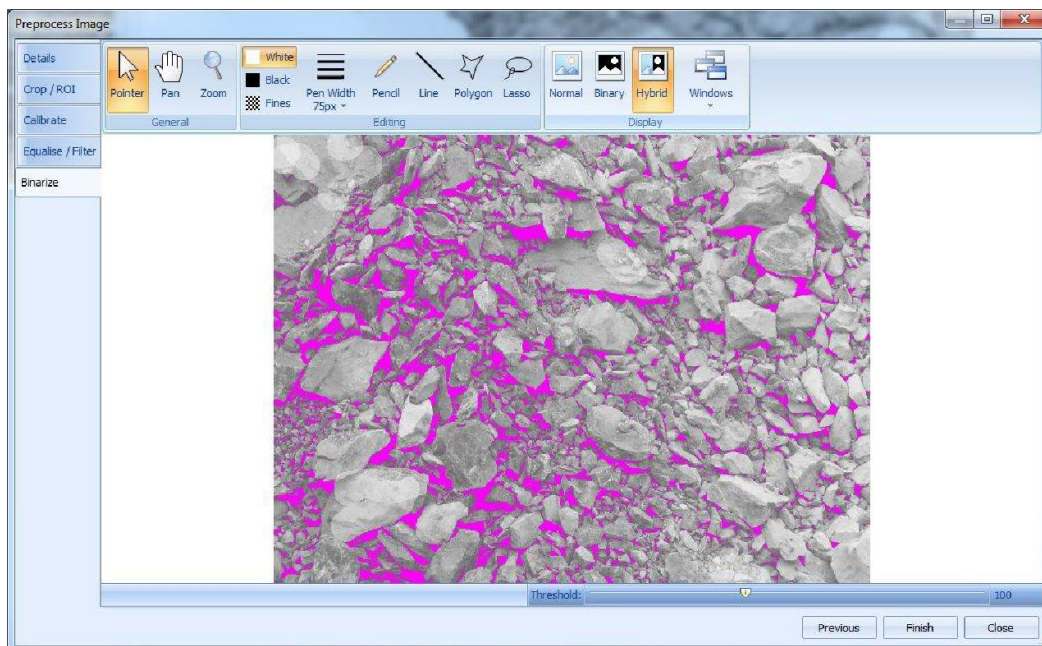 Preprocess Image
Details
Crop / ROI
Calibrate
Equalise / Filter
Binarize
Pointer
Pan
Zoom
General
White
Black
Fines
Pen Width
75px
Pencil
Line
Polygon
Lasso
Editing
Normal
Binary
Hybrid
Display
Windows
Threshold:
100
Previous
Finish
Close